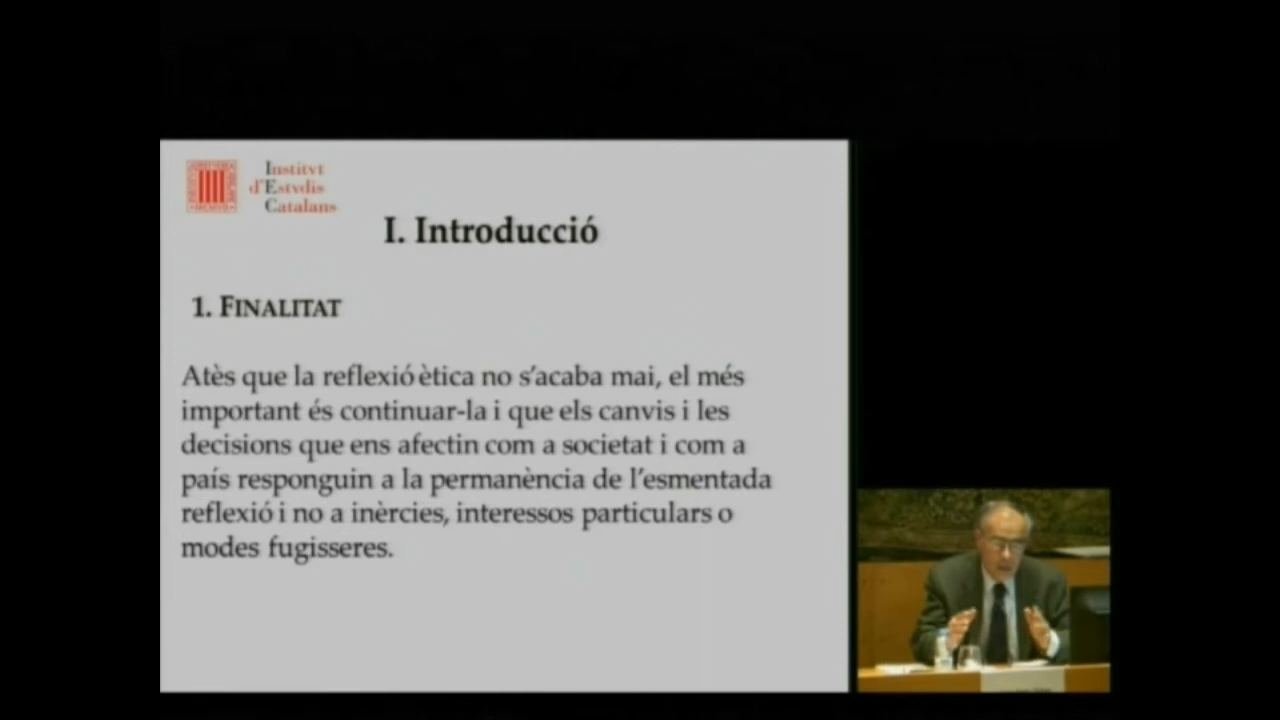 Institvt
d'Estvdis
Catalans
I. Introducció
1. FINALITAT
Atès que la reflexió ètica no s'acaba mai, el més
important és continuar-la i que els canvis i les
decisions que ens afectin com a societat i com a
país responguin a la permanència de l'esmentada
reflexió i no a inèrcies, interessos particulars o
modes fugisseres.